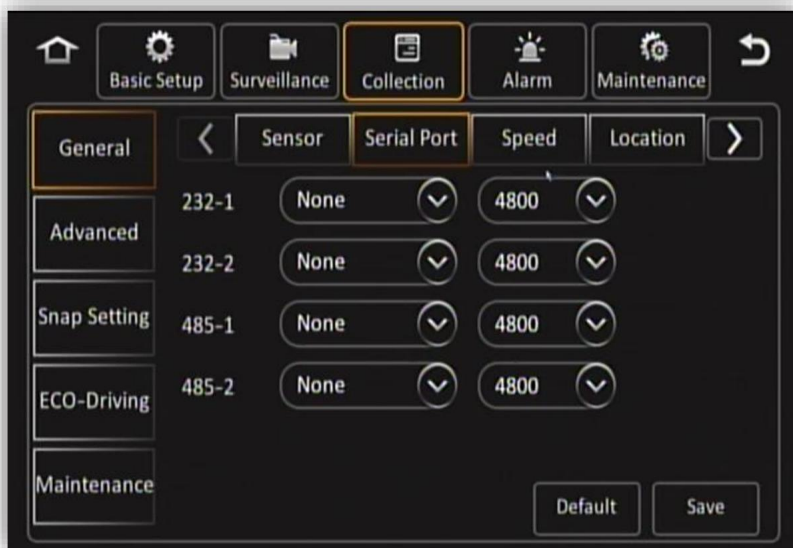 Basic Setup Surveillance Collection Alarm Maintenance
General Sensor Serial Port Speed Location
232-1 None 4800
Advanced
232-2 None 4800
Snap Setting
485-1 None 4800
ECO-Driving
485-2 None 4800
Maintenance
Default Save